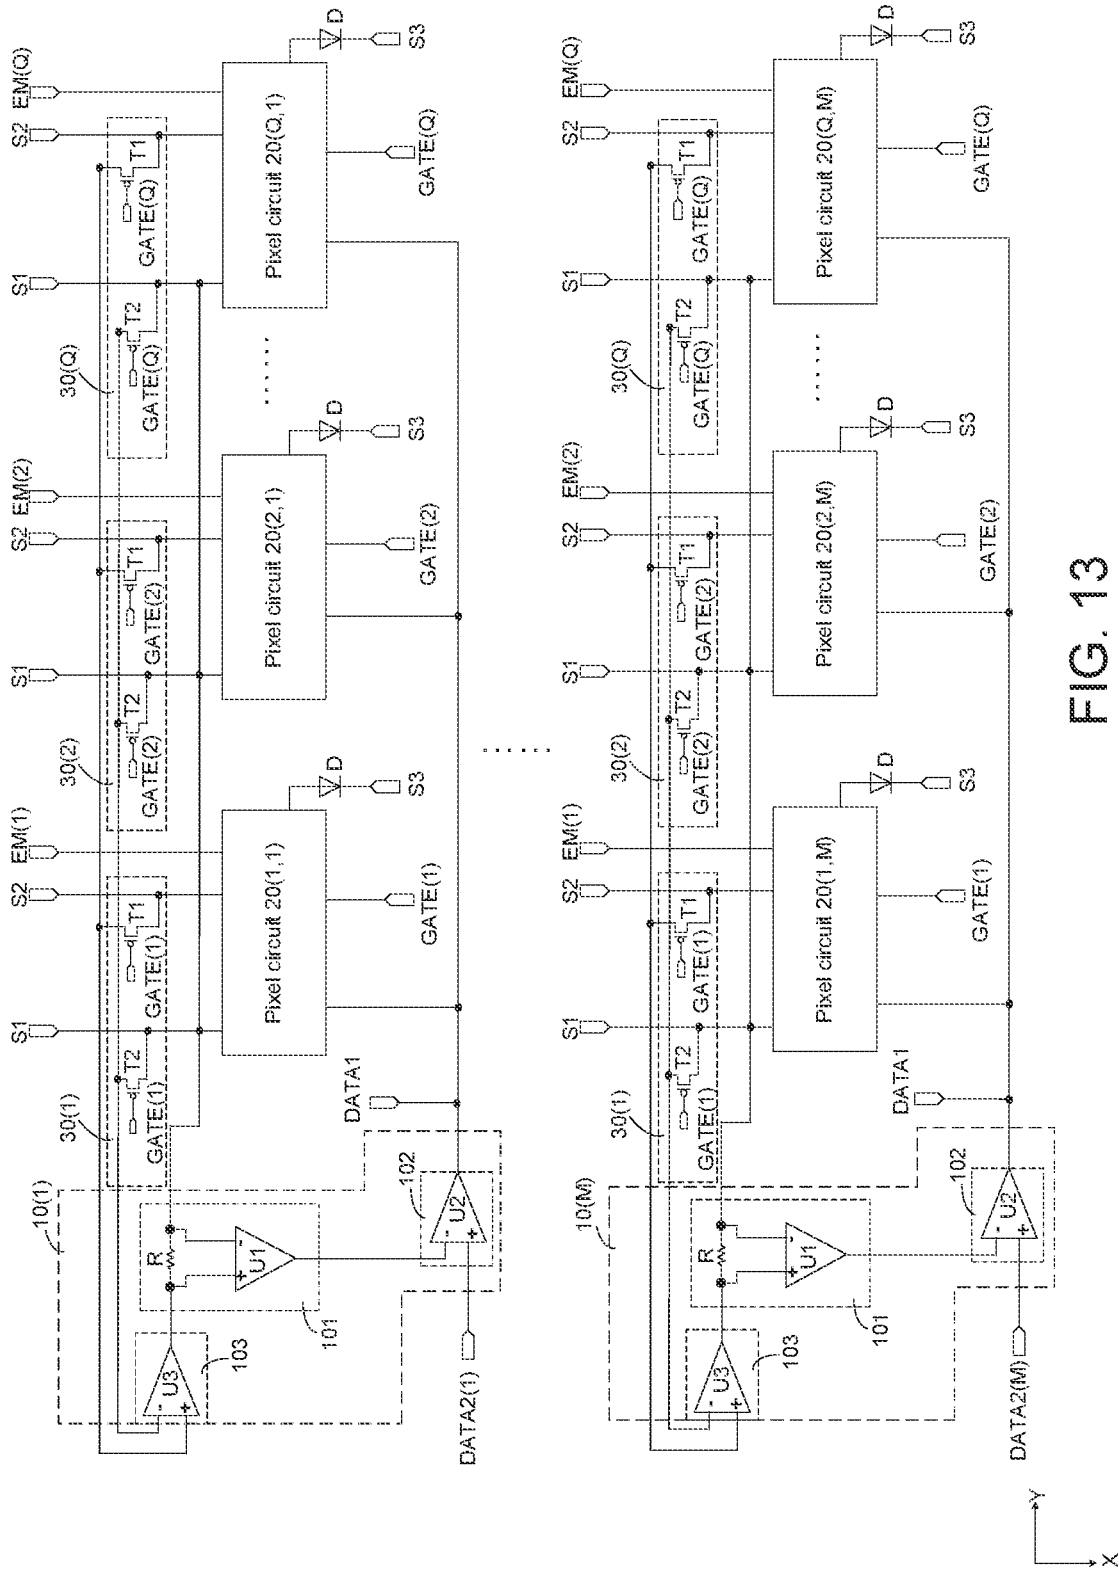 10(1)
30(1)
S1
S2
EM(1)
30(2)
S1
S2
EM(2)
30(Q)
S1
S2
EM(Q)
T2
GATE(1)
T1
GATE(1)
T2
GATE(2)
T1
GATE(2)
T2
GATE(Q)
T1
GATE(Q)
U3
103
R
U1
101
Pixel circuit 20(1,1)
D
S3
Pixel circuit 20(2,1)
D
S3
......
Pixel circuit 20(Q,1)
D
S3
DATA1
GATE(1)
GATE(2)
GATE(Q)
102
U2
DATA2(1)
......
10(M)
30(1)
S1
S2
EM(1)
30(2)
S1
S2
EM(2)
30(Q)
S1
S2
EM(Q)
T2
GATE(1)
T1
GATE(1)
T2
GATE(2)
T1
GATE(2)
T2
GATE(Q)
T1
GATE(Q)
U3
103
R
U1
101
Pixel circuit 20(1,M)
D
S3
Pixel circuit 20(2,M)
D
S3
......
Pixel circuit 20(Q,M)
D
S3
DATA1
GATE(1)
GATE(2)
GATE(Q)
102
U2
DATA2(M)
Y
X
FIG. 13